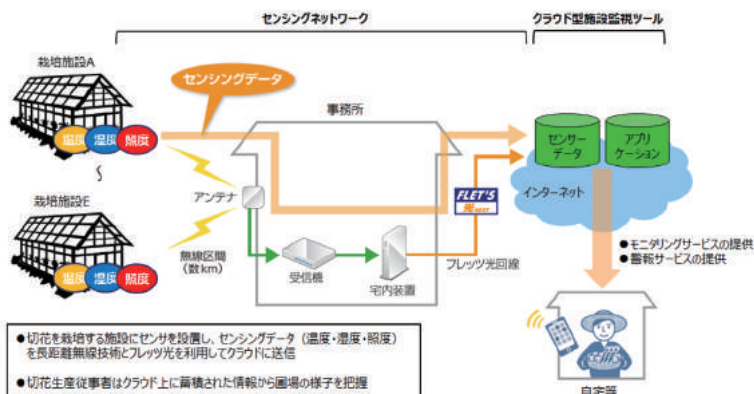 センシングネットワーク
クラウド型施設監視ツール
栽培施設A
センシングデータ
事務所
温度 湿度 照度
センサー
データ
アプリ
ケーション
インターネット
アンテナ
FLET'S
光NEXT
栽培施設E
無線区間
(数km)
受信機
宅内装置
フレッツ光回線
●モニタリングサービスの提供
●警報サービスの提供
温度 湿度 照度
●切花を栽培する施設にセンサを設置し、センシングデータ（温度・湿度・照度）
を長距離無線技術とフレッツ光を利用してクラウドに送信
●切花生産従事者はクラウド上に蓄積された情報から圃場の様子を把握
自宅等